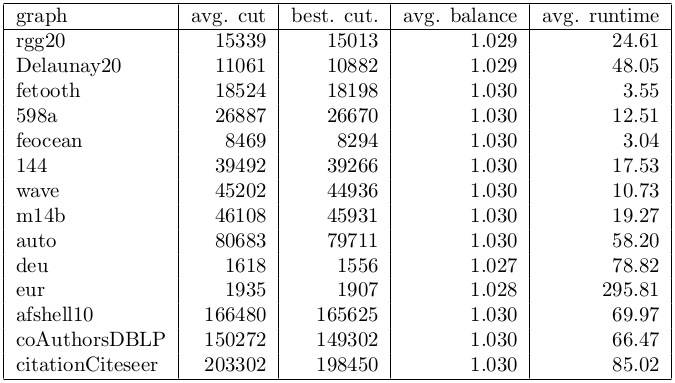 graph avg. cut best. cut. avg. balance avg. runtime
rgg20 15339 15013 1.029 24.61
Delaunay20 11061 10882 1.029 48.05
fetooth 18524 18198 1.030 3.55
598a 26887 26670 1.030 12.51
feocean 8469 8294 1.030 3.04
144 39492 39266 1.030 17.53
wave 45202 44936 1.030 10.73
m14b 46108 45931 1.030 19.27
auto 80683 79711 1.030 58.20
deu 1618 1556 1.027 78.82
eur 1935 1907 1.028 295.81
afshell10 166480 165625 1.030 69.97
coAuthorsDBLP 150272 149302 1.030 66.47
citationCiteseer 203302 198450 1.030 85.02